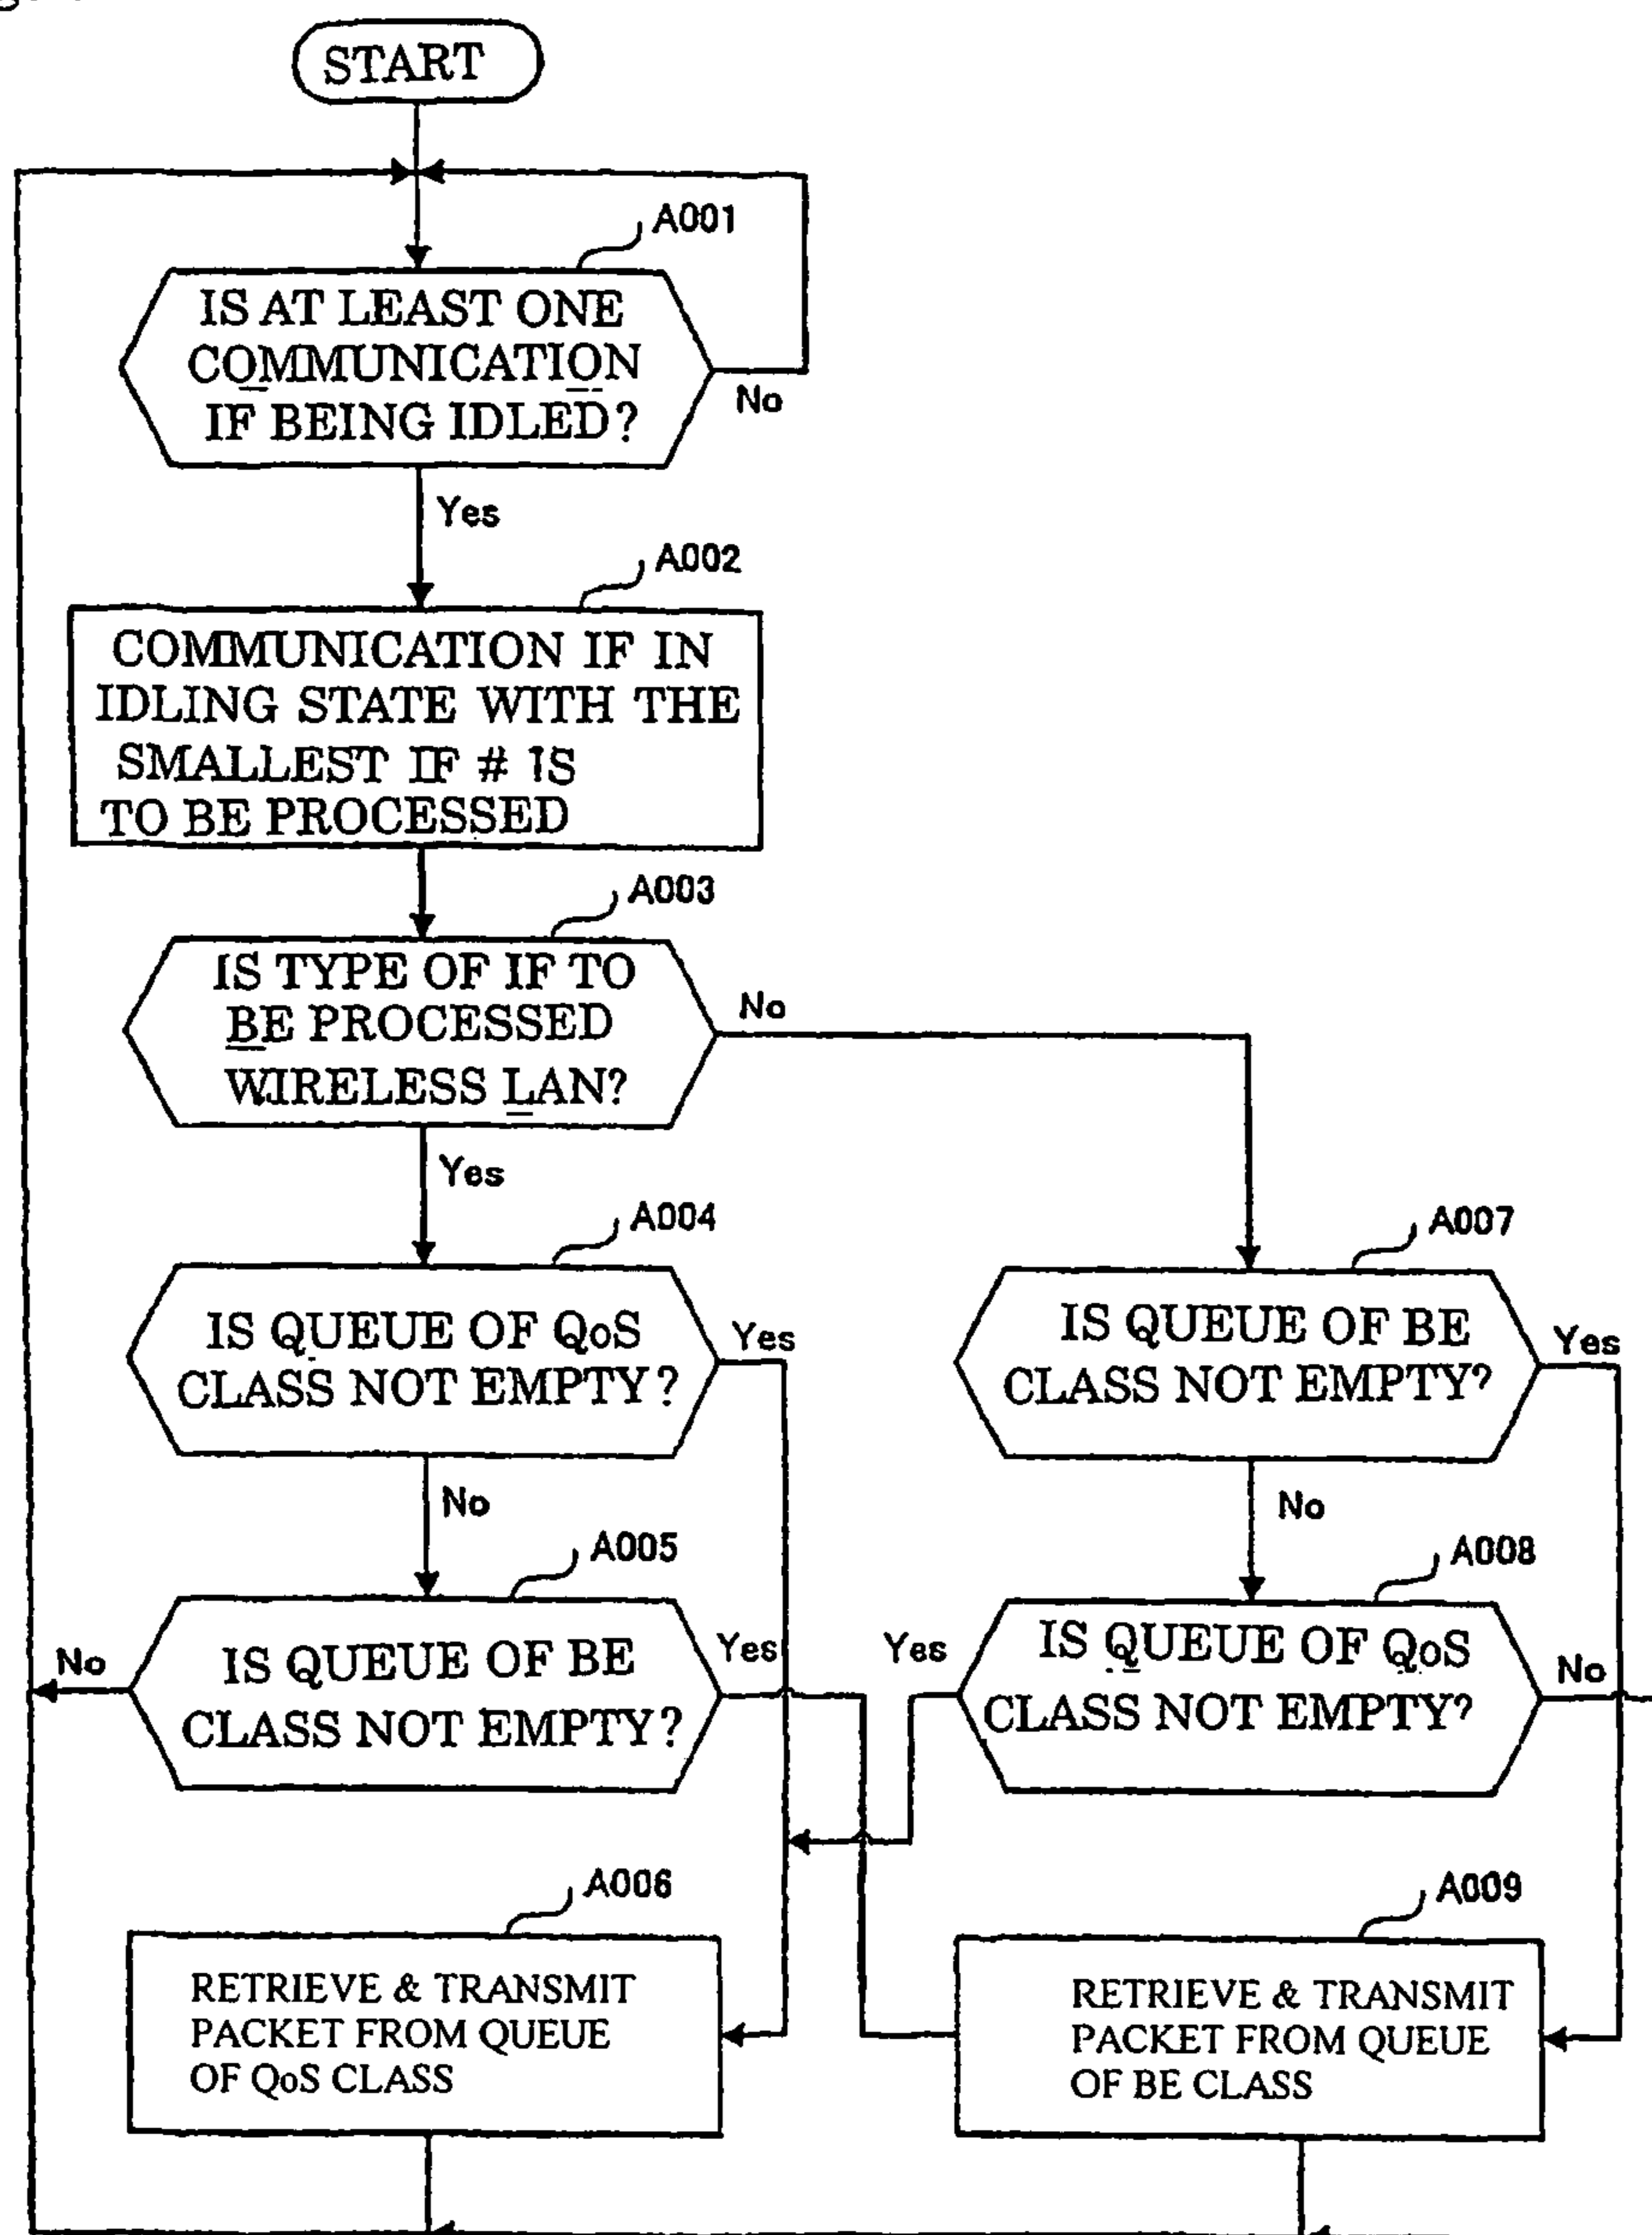 START
A001
IS AT LEAST ONE
COMMUNICATION
IF BEING IDLED?
No
Yes
A002
COMMUNICATION IF IN
IDLING STATE WITH THE
SMALLEST IF # IS
TO BE PROCESSED
A003
IS TYPE OF IF TO
BE PROCESSED
WIRELESS LAN?
No
Yes
A004
IS QUEUE OF QoS
CLASS NOT EMPTY?
Yes
No
A007
IS QUEUE OF BE
CLASS NOT EMPTY?
Yes
No
A005
IS QUEUE OF BE
CLASS NOT EMPTY?
No
Yes
A008
IS QUEUE OF QoS
CLASS NOT EMPTY?
Yes
No
A006
RETRIEVE & TRANSMIT
PACKET FROM QUEUE
OF QoS CLASS
A009
RETRIEVE & TRANSMIT
PACKET FROM QUEUE
OF BE CLASS